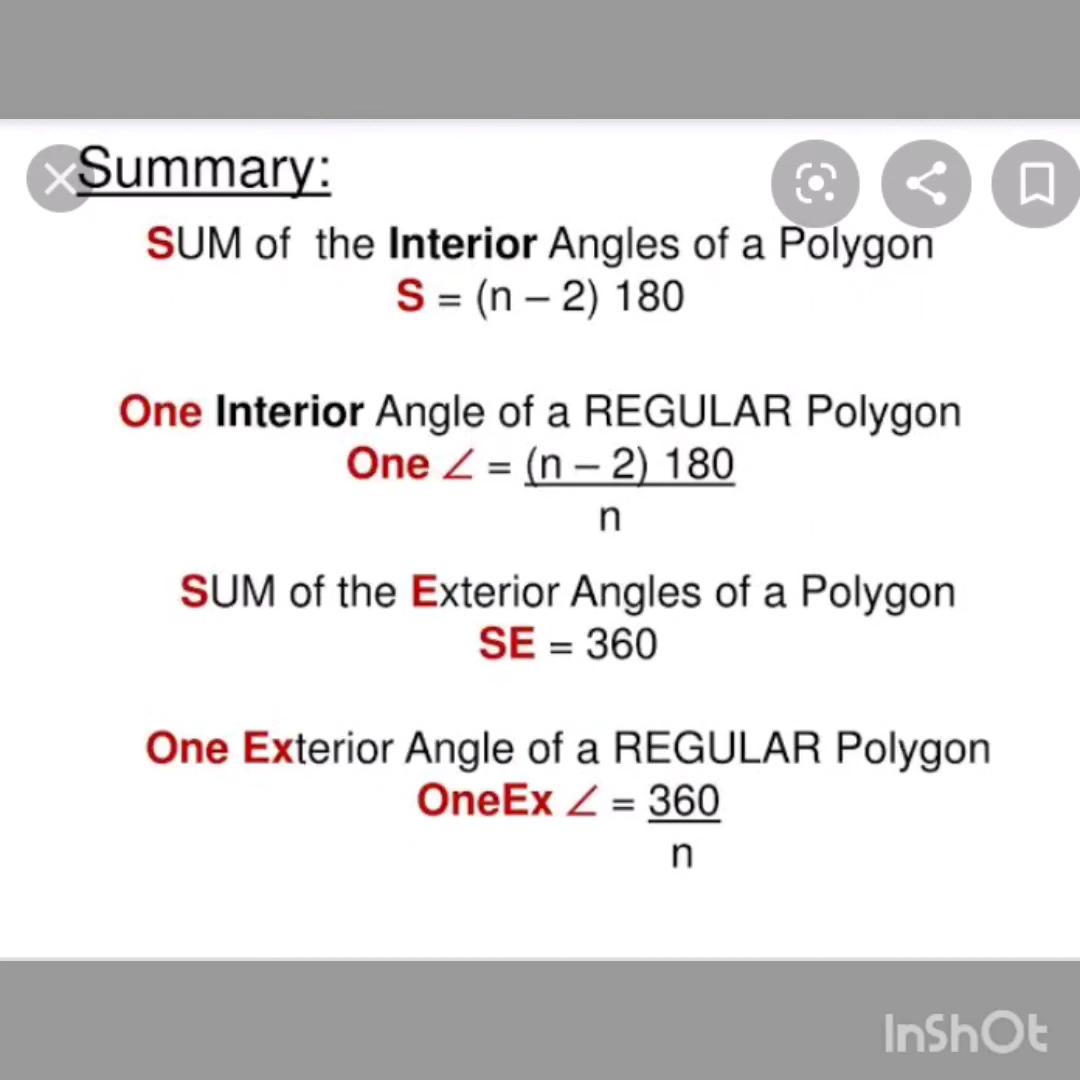 Summary:
SUM of the Interior Angles of a Polygon
S = (n – 2) 180
One Interior Angle of a REGULAR Polygon
One ∠ = (n – 2) 180
n
SUM of the Exterior Angles of a Polygon
SE = 360
One Exterior Angle of a REGULAR Polygon
OneEx ∠ = 360
n
InShOt